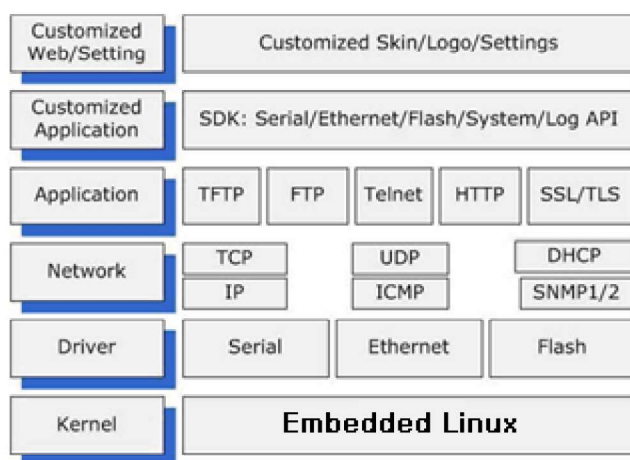 Customized
Web/Setting
Customized Skin/Logo/Settings
Customized
Application
SDK: Serial/Ethernet/Flash/System/Log API
Application
TFTP
FTP
Telnet
HTTP
SSL/TLS
Network
TCP
UDP
DHCP
IP
ICMP
SNMP1/2
Driver
Serial
Ethernet
Flash
Kernel
Embedded Linux